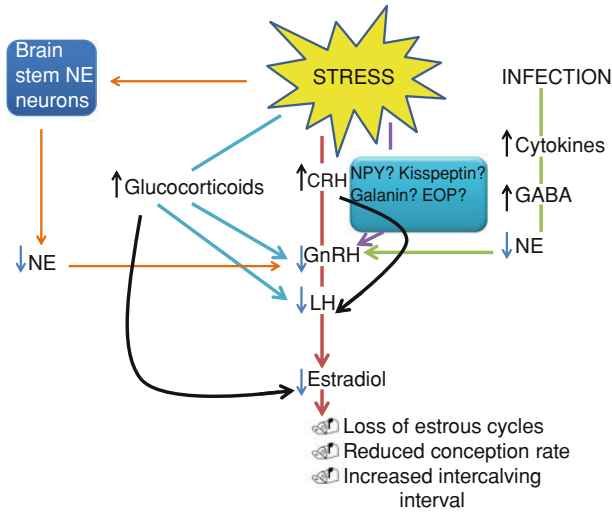 Brain
stem NE
neurons
STRESS
INFECTION
↑Cytokines
NPY? Kisspeptin?
Galanin? EOP?
↑CRH
↑Glucocorticoids
↑GABA
↓NE
↓GnRH
↓NE
↓LH
↓Estradiol
Loss of estrous cycles
Reduced conception rate
Increased intercalving
interval